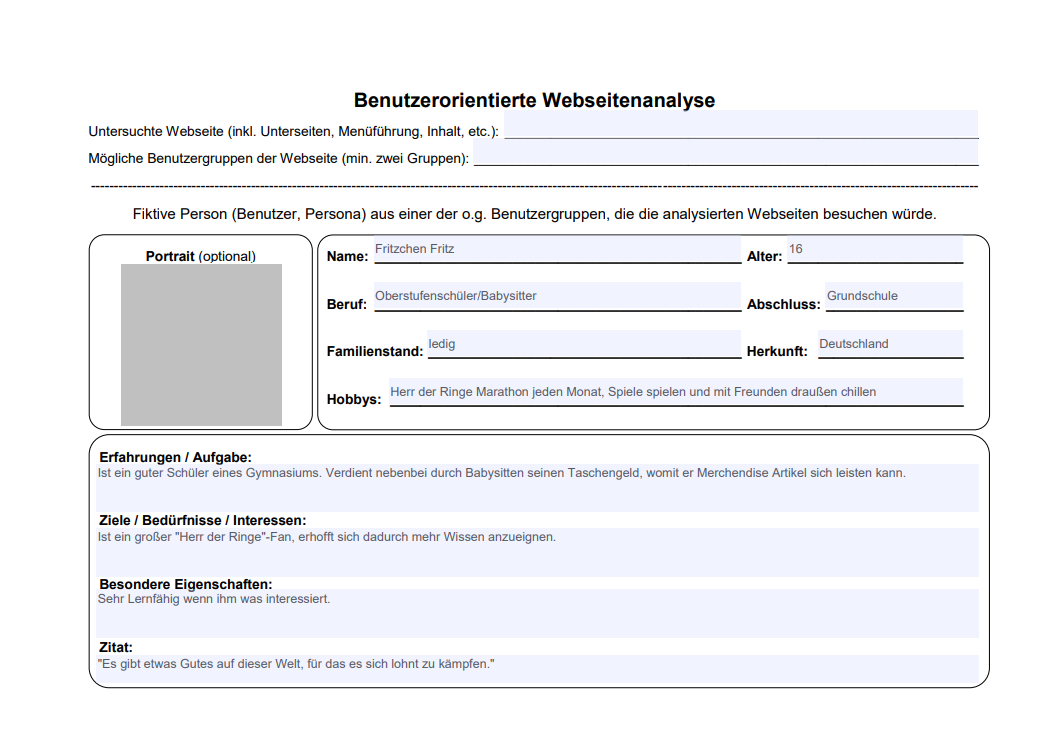 Benutzerorientierte Webseitenanalyse
Untersuchte Webseite (inkl. Unterseiten, Menüführung, Inhalt, etc.):
Mögliche Benutzergruppen der Webseite (min. zwei Gruppen):
Fiktive Person (Benutzer, Persona) aus einer der o.g. Benutzergruppen, die die analysierten Webseiten besuchen würde.
Portrait (optional)
Name: Fritzchen Fritz Alter: 16
Beruf: Oberstufenschüler/Babysitter Abschluss: Grundschule
Familienstand: ledig Herkunft: Deutschland
Hobbys: Herr der Ringe Marathon jeden Monat, Spiele spielen und mit Freunden draußen chillen
Erfahrungen / Aufgabe:
Ist ein guter Schüler eines Gymnasiums. Verdient nebenbei durch Babysitten seinen Taschengeld, womit er Merchendise Artikel sich leisten kann.
Ziele / Bedürfnisse / Interessen:
Ist ein großer "Herr der Ringe"-Fan, erhofft sich dadurch mehr Wissen anzueignen.
Besondere Eigenschaften:
Sehr Lernfähig wenn ihm was interessiert.
Zitat:
"Es gibt etwas Gutes auf dieser Welt, für das es sich lohnt zu kämpfen."